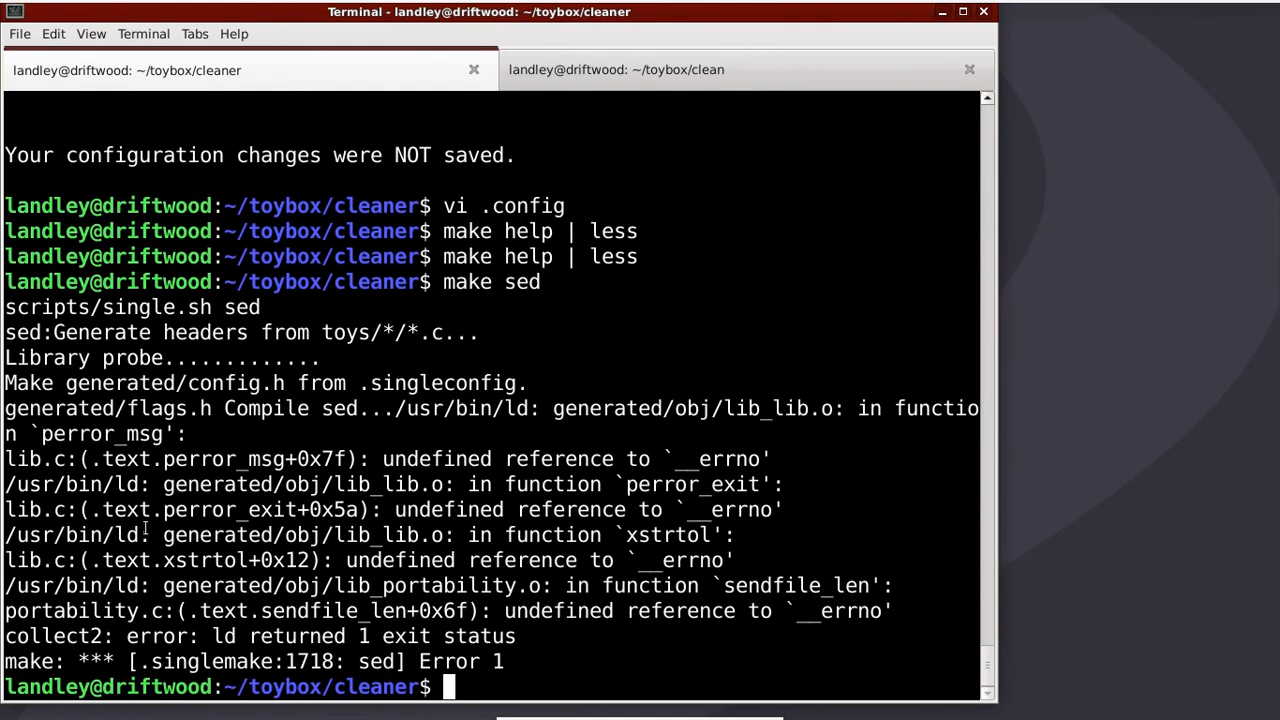 Terminal - landley@driftwood: ~/toybox/cleaner
File Edit View Terminal Tabs Help
landley@driftwood: ~/toybox/cleaner
landley@driftwood: ~/toybox/clean
Your configuration changes were NOT saved.
landley@driftwood:~/toybox/cleaner$ vi .config
landley@driftwood:~/toybox/cleaner$ make help | less
landley@driftwood:~/toybox/cleaner$ make help | less
landley@driftwood:~/toybox/cleaner$ make sed
scripts/single.sh sed
sed:Generate headers from toys/*/*.c...
Library probe.............
Make generated/config.h from .singleconfig.
generated/flags.h Compile sed.../usr/bin/ld: generated/obj/lib_lib.o: in functio
n `perror_msg':
lib.c:(.text.perror_msg+0x7f): undefined reference to `__errno'
/usr/bin/ld: generated/obj/lib_lib.o: in function `perror_exit':
lib.c:(.text.perror_exit+0x5a): undefined reference to `__errno'
/usr/bin/ld: generated/obj/lib_lib.o: in function `xstrtol':
lib.c:(.text.xstrtol+0x12): undefined reference to `__errno'
/usr/bin/ld: generated/obj/lib_portability.o: in function `sendfile_len':
portability.c:(.text.sendfile_len+0x6f): undefined reference to `__errno'
collect2: error: ld returned 1 exit status
make: *** [.singlemake:1718: sed] Error 1
landley@driftwood:~/toybox/cleaner$